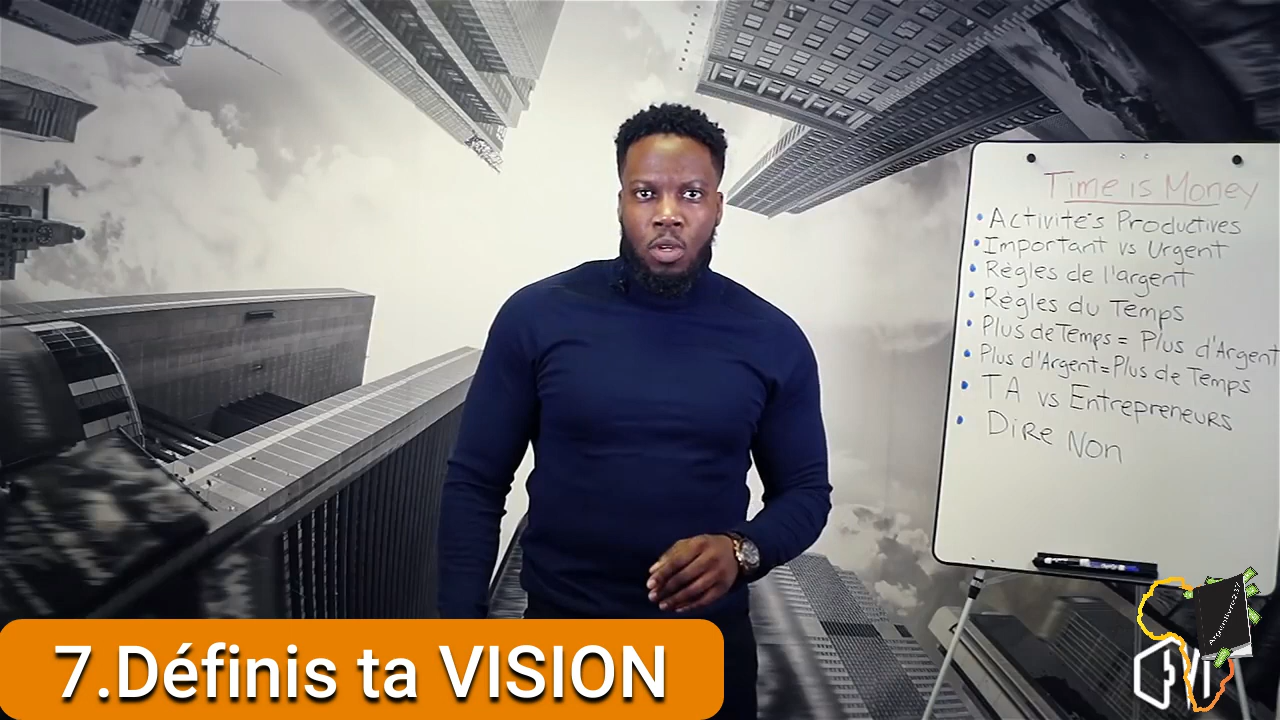 Time is Money
Activités Productives
Important vs Urgent
Règles de l'argent
Règles du Temps
Plus de Temps = Plus d'Argent
Plus d'Argent = Plus de Temps
TA vs Entrepreneurs
Dire Non
7.Définis ta VISION